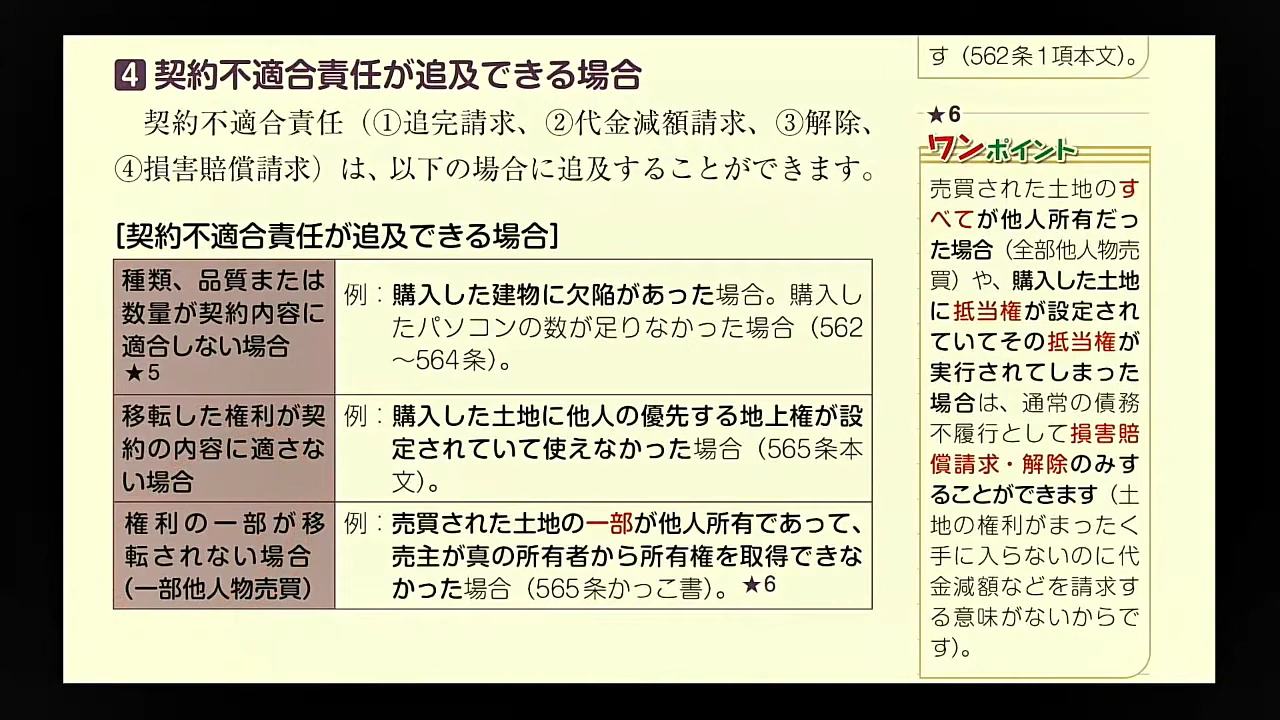 4 契約不適合責任が追及できる場合
契約不適合責任（①追完請求、②代金減額請求、③解除、
④損害賠償請求）は、以下の場合に追及することができます。
[契約不適合責任が追及できる場合]
種類、品質または
数量が契約内容に
適合しない場合
★5
例：購入した建物に欠陥があった場合。購入し
たパソコンの数が足りなかった場合（562
～564条）。
移転した権利が契
約の内容に適さな
い場合
例：購入した土地に他人の優先する地上権が設
定されていて使えなかった場合（565条本
文）。
権利の一部が移
転されない場合
（一部他人物売買）
例：売買された土地の一部が他人所有であって、
売主が真の所有者から所有権を取得できな
かった場合（565条かっこ書）。★6
す（562条1項本文）。
★6
ワンポイント
売買された土地のす
べてが他人所有だっ
た場合（全部他人物売
買）や、購入した土地
に抵当権が設定され
ていてその抵当権が
実行されてしまった
場合は、通常の債務
不履行として損害賠
償請求・解除のみす
ることができます（土
地の権利がまったく
手に入らないのに代
金減額などを請求す
る意味がないからで
す）。